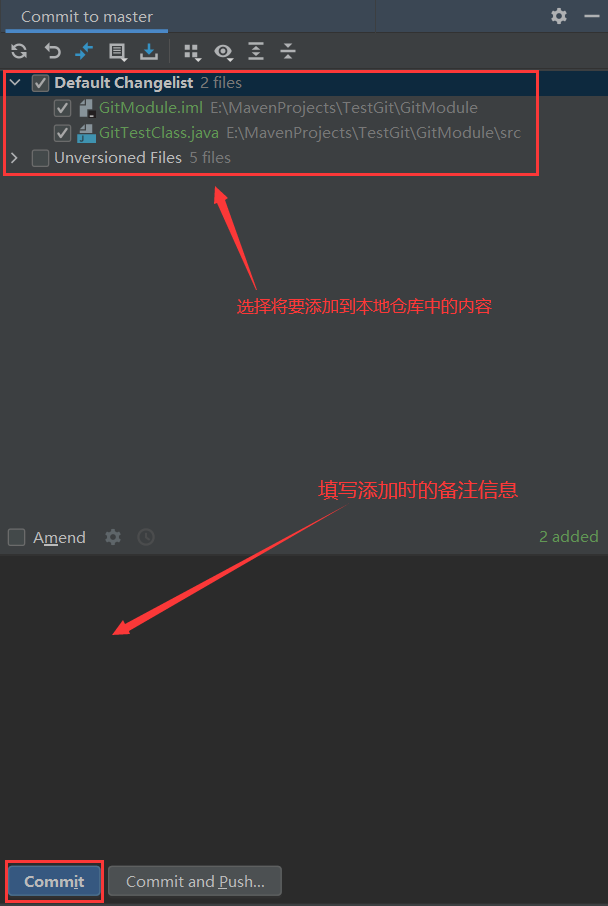 Commit to master
Default Changelist 2 files
GitModule.iml E:\MavenProjects\TestGit\GitModule
GitTestClass.java E:\MavenProjects\TestGit\GitModule\src
Unversioned Files 5 files
选择将要添加到本地仓库中的内容
填写添加时的备注信息
Amend 2 added
Commit Commit and Push...